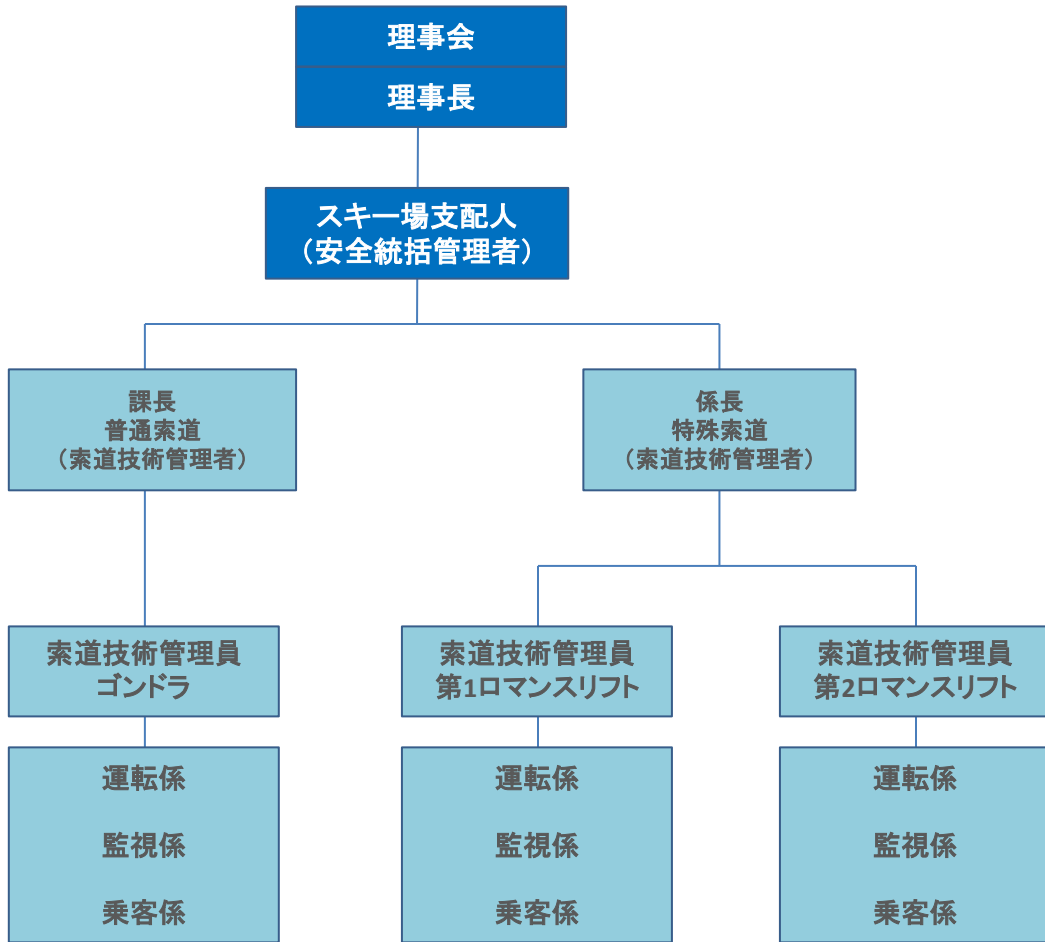 理事会
理事長
スキー場支配人
（安全統括管理者）
課長
普通索道
（索道技術管理者）
係長
特殊索道
（索道技術管理者）
索道技術管理員
ゴンドラ
索道技術管理員
第1ロマンスリフト
索道技術管理員
第2ロマンスリフト
運転係
監視係
乗客係
運転係
監視係
乗客係
運転係
監視係
乗客係